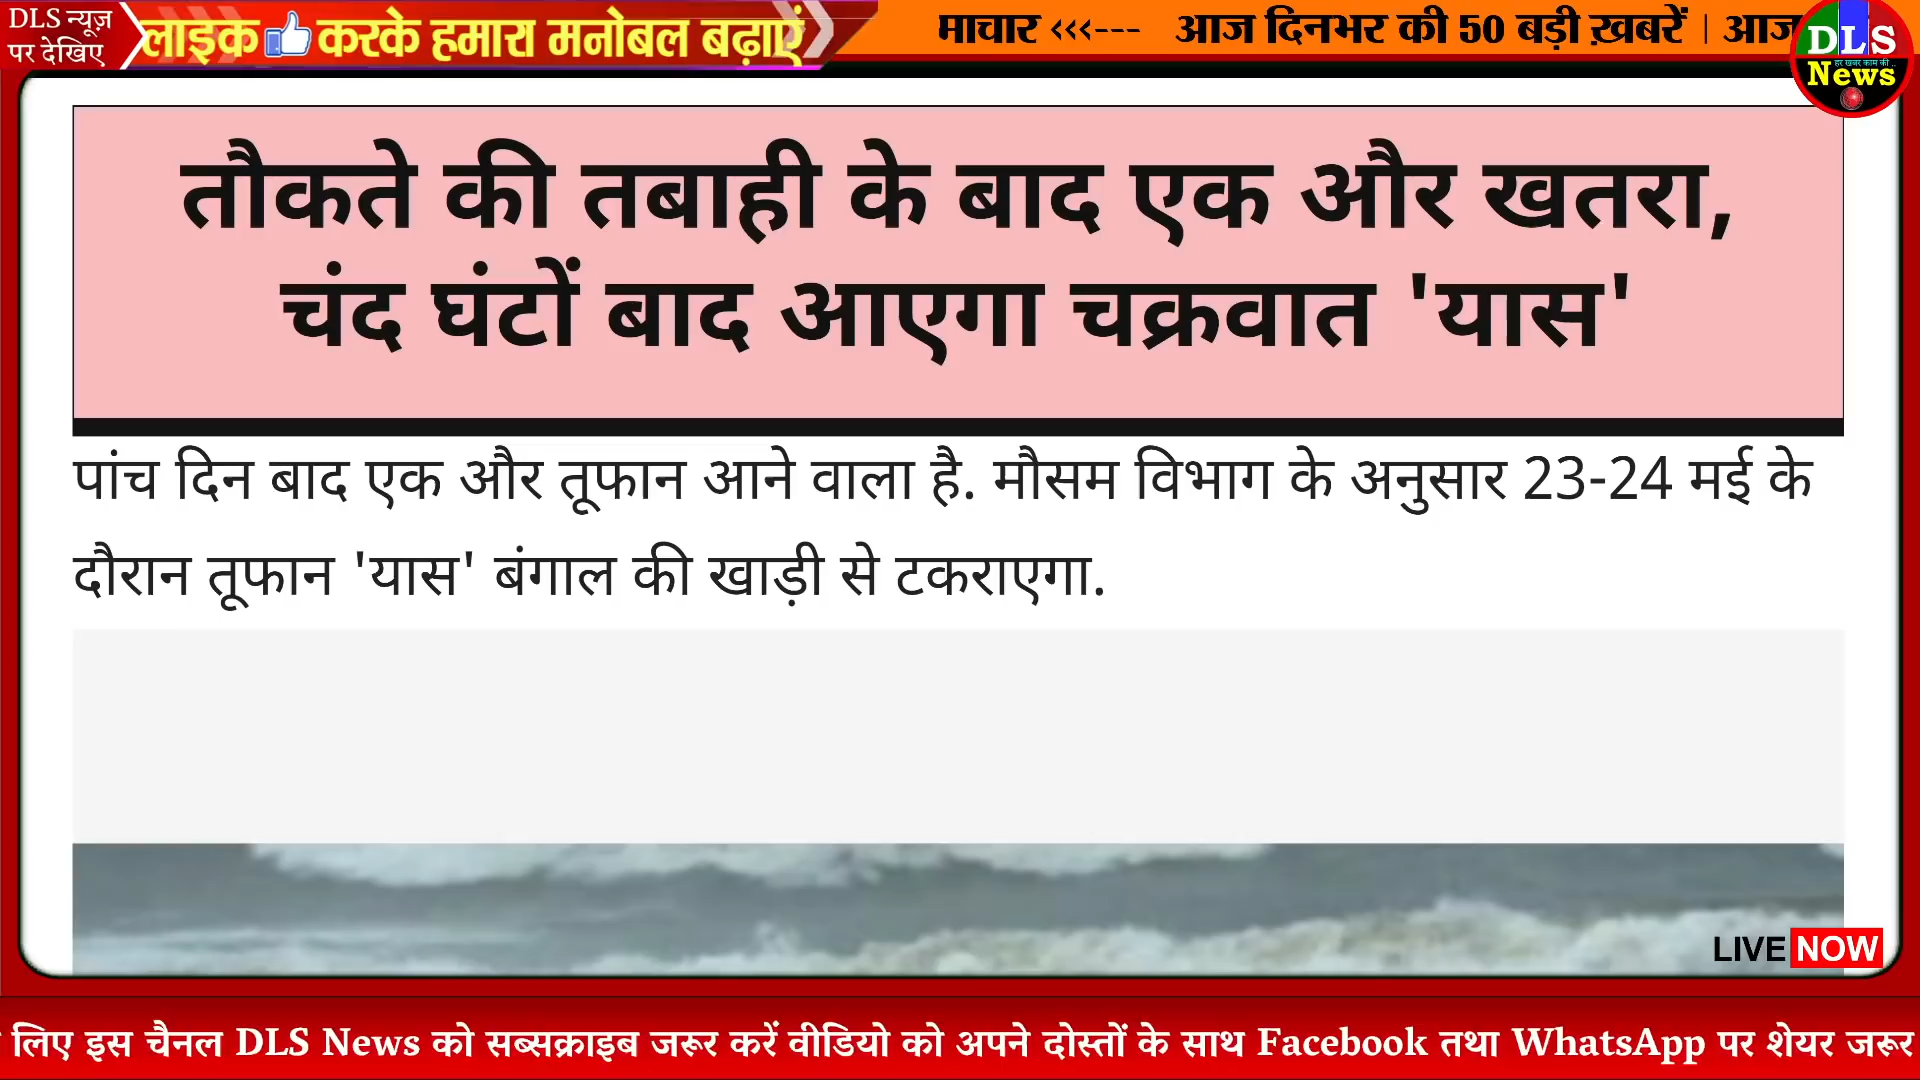 DLS न्यूज़
पर देखिए
लाइक करके हमारा मनोबल बढ़ाएं
माचार <<<--- आज दिनभर की 50 बड़ी ख़बरें | आज
DLS
हर खबर काम की ..
News
तौकते की तबाही के बाद एक और खतरा,
चंद घंटों बाद आएगा चक्रवात 'यास'
पांच दिन बाद एक और तूफान आने वाला है. मौसम विभाग के अनुसार 23-24 मई के
दौरान तूफान 'यास' बंगाल की खाड़ी से टकराएगा.
LIVE NOW
लिए इस चैनल DLS News को सब्सक्राइब जरूर करें वीडियो को अपने दोस्तों के साथ Facebook तथा WhatsApp पर शेयर जरूर